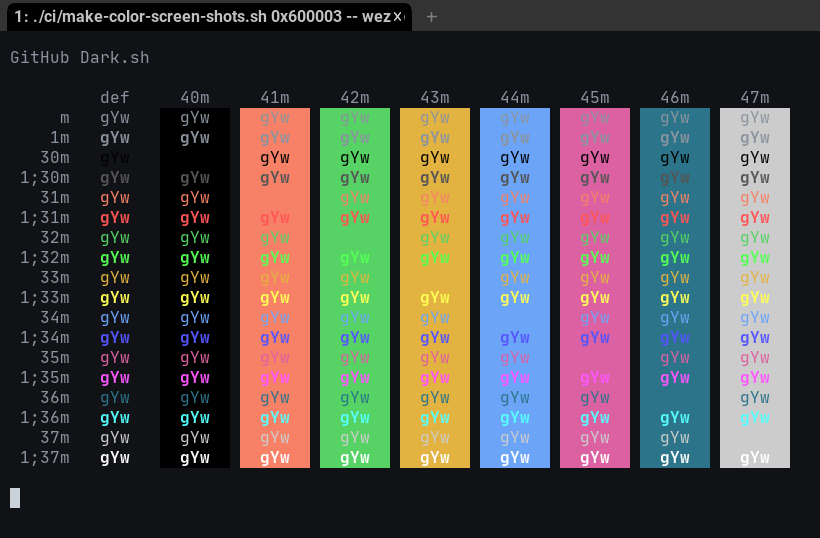 1: ./ci/make-color-screen-shots.sh 0x600003 -- wez
GitHub Dark.sh
def 40m 41m 42m 43m 44m 45m 46m 47m
m gYw gYw gYw gYw gYw gYw gYw gYw gYw
1m gYw gYw gYw gYw gYw gYw gYw gYw gYw
30m gYw gYw gYw gYw gYw gYw gYw gYw
1;30m gYw gYw gYw gYw gYw gYw gYw gYw gYw
31m gYw gYw gYw gYw gYw gYw gYw gYw
1;31m gYw gYw gYw gYw gYw gYw gYw gYw gYw
32m gYw gYw gYw gYw gYw gYw gYw gYw
1;32m gYw gYw gYw gYw gYw gYw gYw gYw gYw
33m gYw gYw gYw gYw gYw gYw gYw gYw
1;33m gYw gYw gYw gYw gYw gYw gYw gYw gYw
34m gYw gYw gYw gYw gYw gYw gYw gYw
1;34m gYw gYw gYw gYw gYw gYw gYw gYw gYw
35m gYw gYw gYw gYw gYw gYw gYw gYw
1;35m gYw gYw gYw gYw gYw gYw gYw gYw gYw
36m gYw gYw gYw gYw gYw gYw gYw gYw
1;36m gYw gYw gYw gYw gYw gYw gYw gYw gYw
37m gYw gYw gYw gYw gYw gYw gYw gYw
1;37m gYw gYw gYw gYw gYw gYw gYw gYw gYw